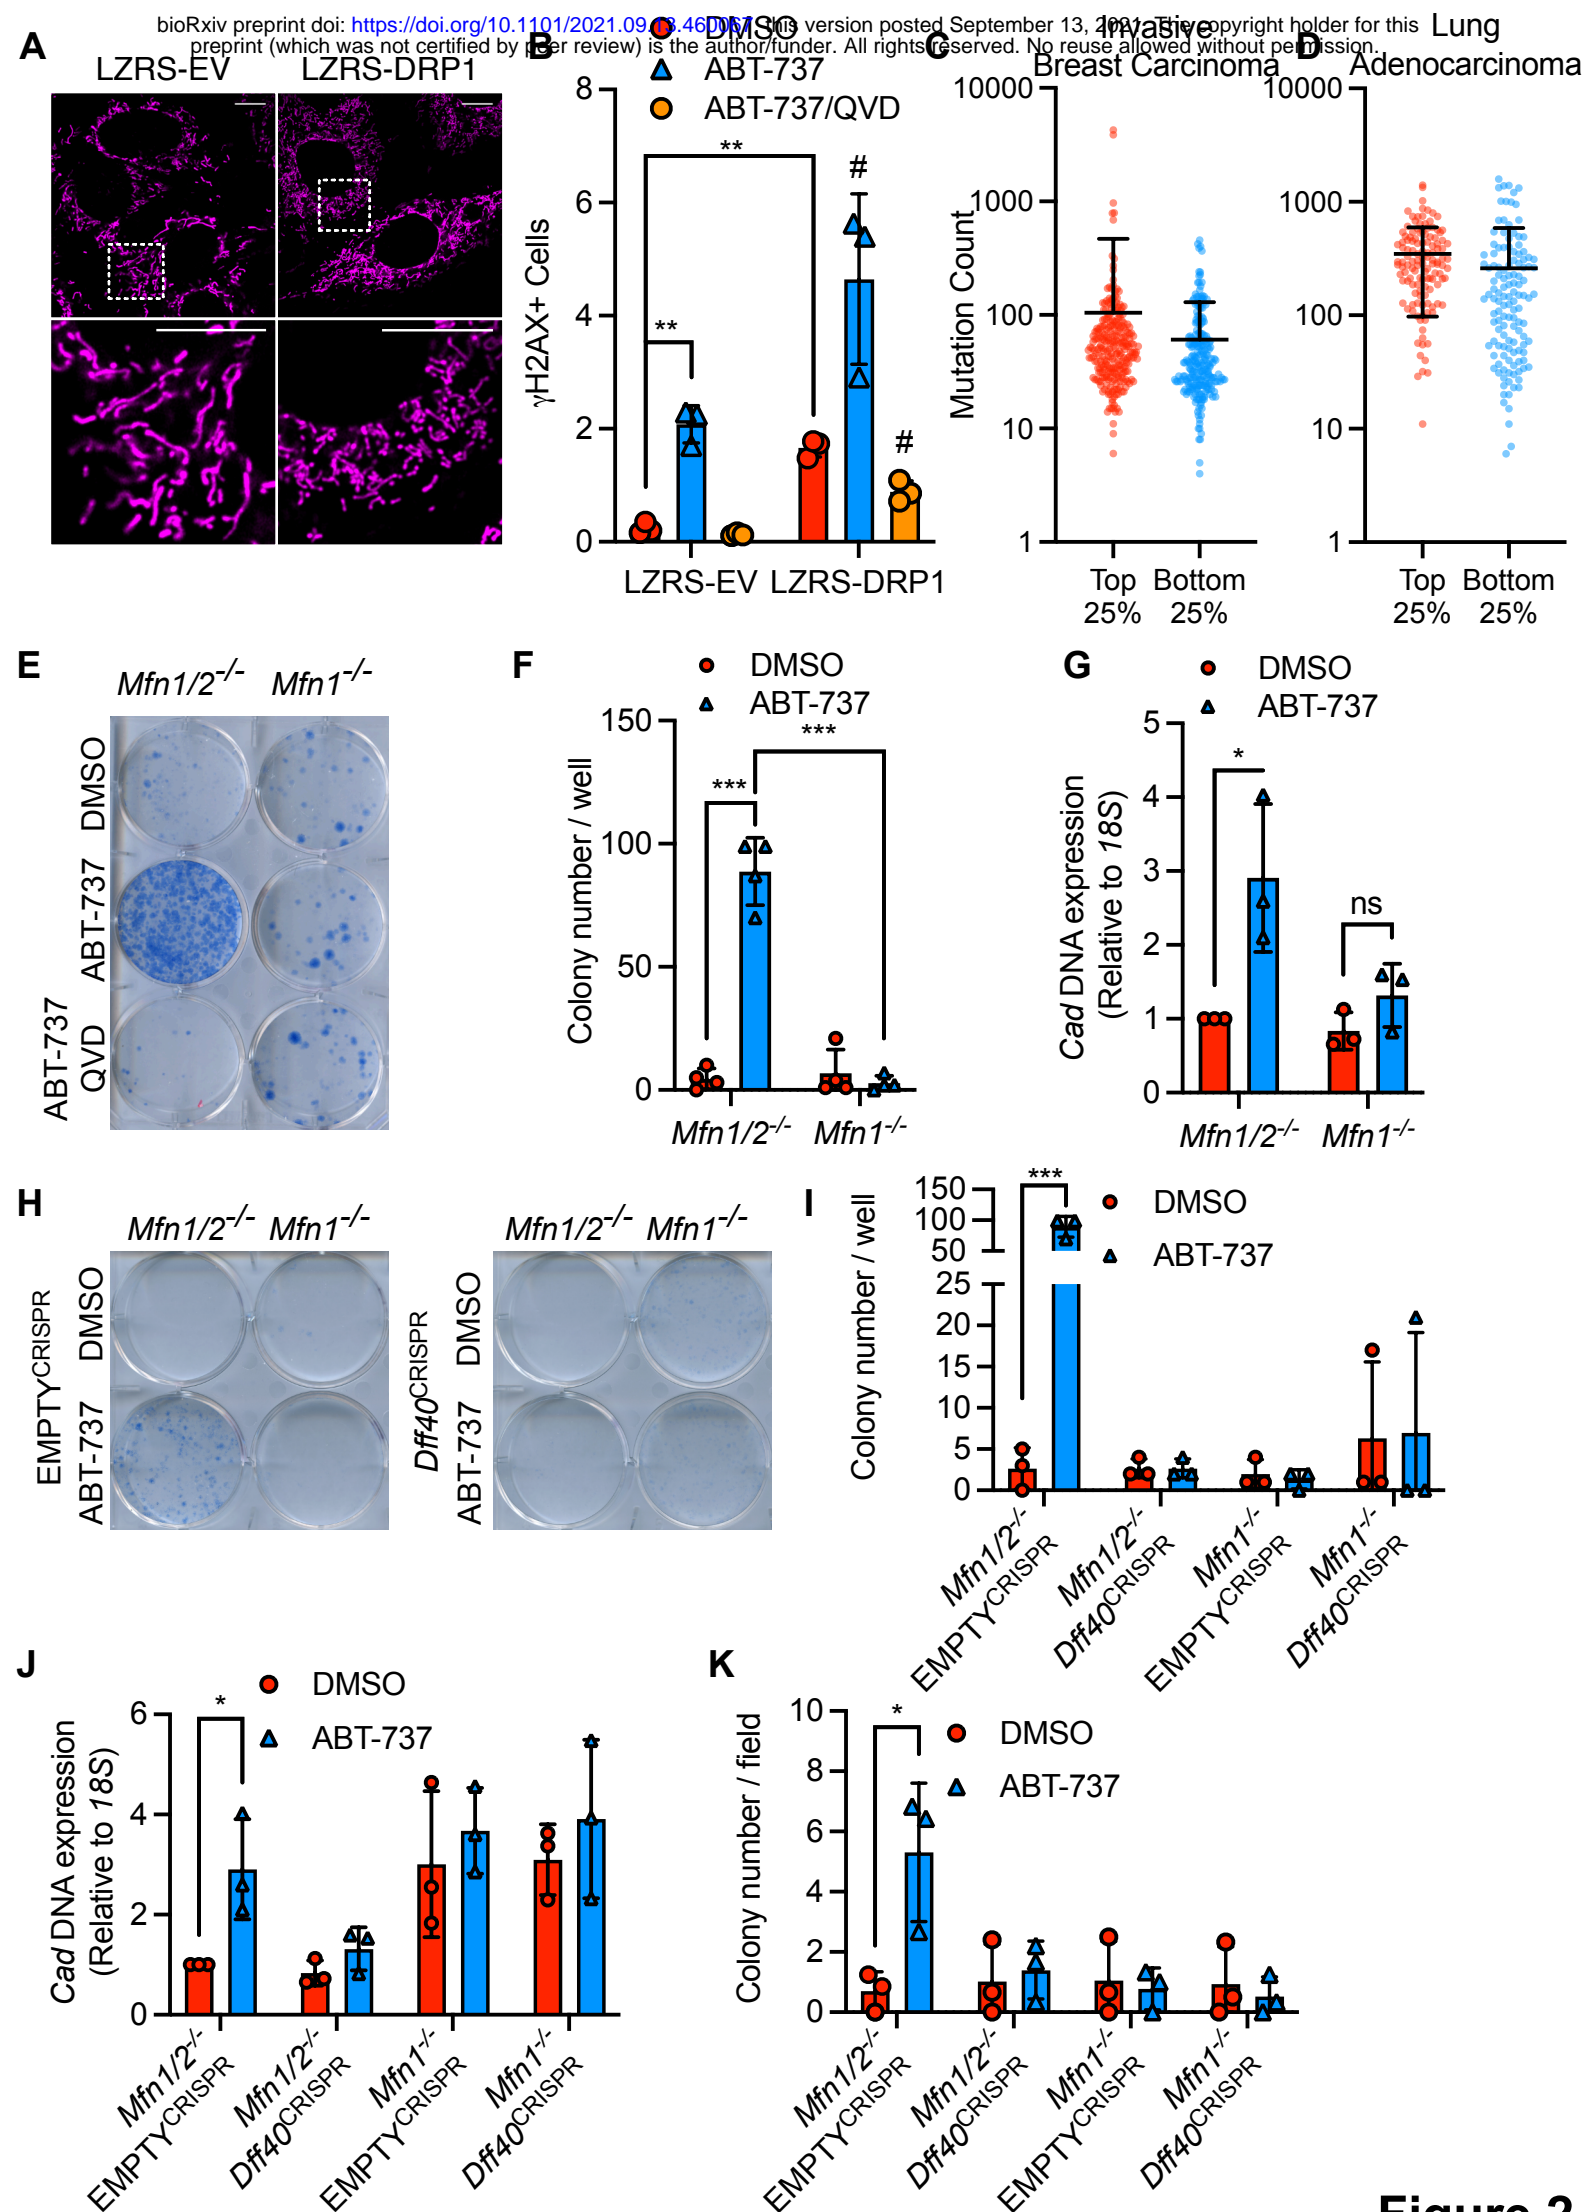 bioRxiv preprint doi: https://doi.org/10.1101/2021.09.13.460067; this version posted September 13, 2021. The copyright holder for this
preprint (which was not certified by peer review) is the author/funder. All rights reserved. No reuse allowed without permission.
A
LZRS-EV
LZRS-DRP1
B
DMSO
ABT-737
ABT-737/QVD
γH2AX+ Cells
8
6
4
2
0
**
**
#
#
LZRS-EV
LZRS-DRP1
C
Invasive
Breast Carcinoma
Mutation Count
10000
1000
100
10
1
Top
25%
Bottom
25%
D
Lung
Adenocarcinoma
10000
1000
100
10
1
Top
25%
Bottom
25%
E
Mfn1/2-/-
Mfn1-/-
DMSO
ABT-737
ABT-737
QVD
F
DMSO
ABT-737
Colony number / well
150
100
50
0
***
***
Mfn1/2-/-
Mfn1-/-
G
DMSO
ABT-737
Cad DNA expression
(Relative to 18S)
5
4
3
2
1
0
*
ns
Mfn1/2-/-
Mfn1-/-
H
Mfn1/2-/-
Mfn1-/-
EMPTYCRISPR
DMSO
ABT-737
Mfn1/2-/-
Mfn1-/-
Dff40CRISPR
DMSO
ABT-737
I
DMSO
ABT-737
Colony number / well
150
100
50
25
20
15
10
5
0
***
Mfn1/2-/-
EMPTYCRISPR
Mfn1/2-/-
Dff40CRISPR
Mfn1-/-
EMPTYCRISPR
Mfn1-/-
Dff40CRISPR
J
DMSO
ABT-737
Cad DNA expression
(Relative to 18S)
6
4
2
0
*
Mfn1/2-/-
EMPTYCRISPR
Mfn1/2-/-
Dff40CRISPR
Mfn1-/-
EMPTYCRISPR
Mfn1-/-
Dff40CRISPR
K
DMSO
ABT-737
Colony number / field
10
8
6
4
2
0
*
Mfn1/2-/-
EMPTYCRISPR
Mfn1/2-/-
Dff40CRISPR
Mfn1-/-
EMPTYCRISPR
Mfn1-/-
Dff40CRISPR
Figure 2